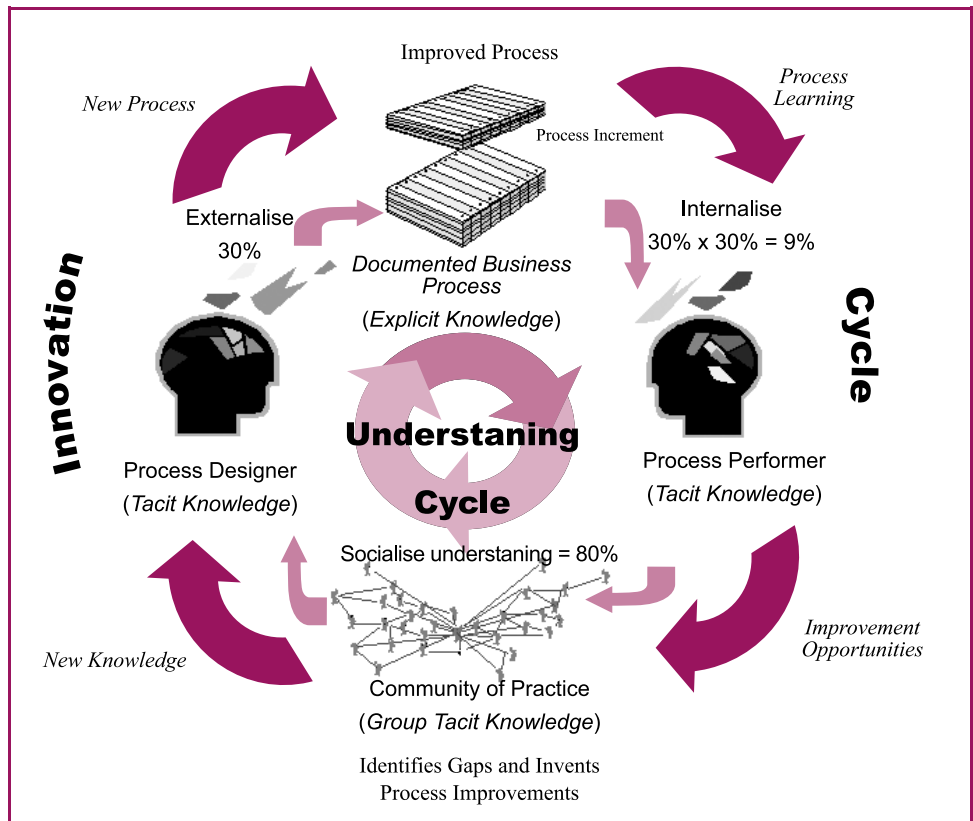 Improved Process
New Process
Process
Learning
Process Increment
Externalise
30%
Internalise
30% x 30% = 9%
Documented Business
Process
(Explicit Knowledge)
Innovation
Cycle
Understaning
Cycle
Process Designer
(Tacit Knowledge)
Process Performer
(Tacit Knowledge)
Socialise understaning = 80%
New Knowledge
Improvement
Opportunities
Community of Practice
(Group Tacit Knowledge)
Identifies Gaps and Invents
Process Improvements